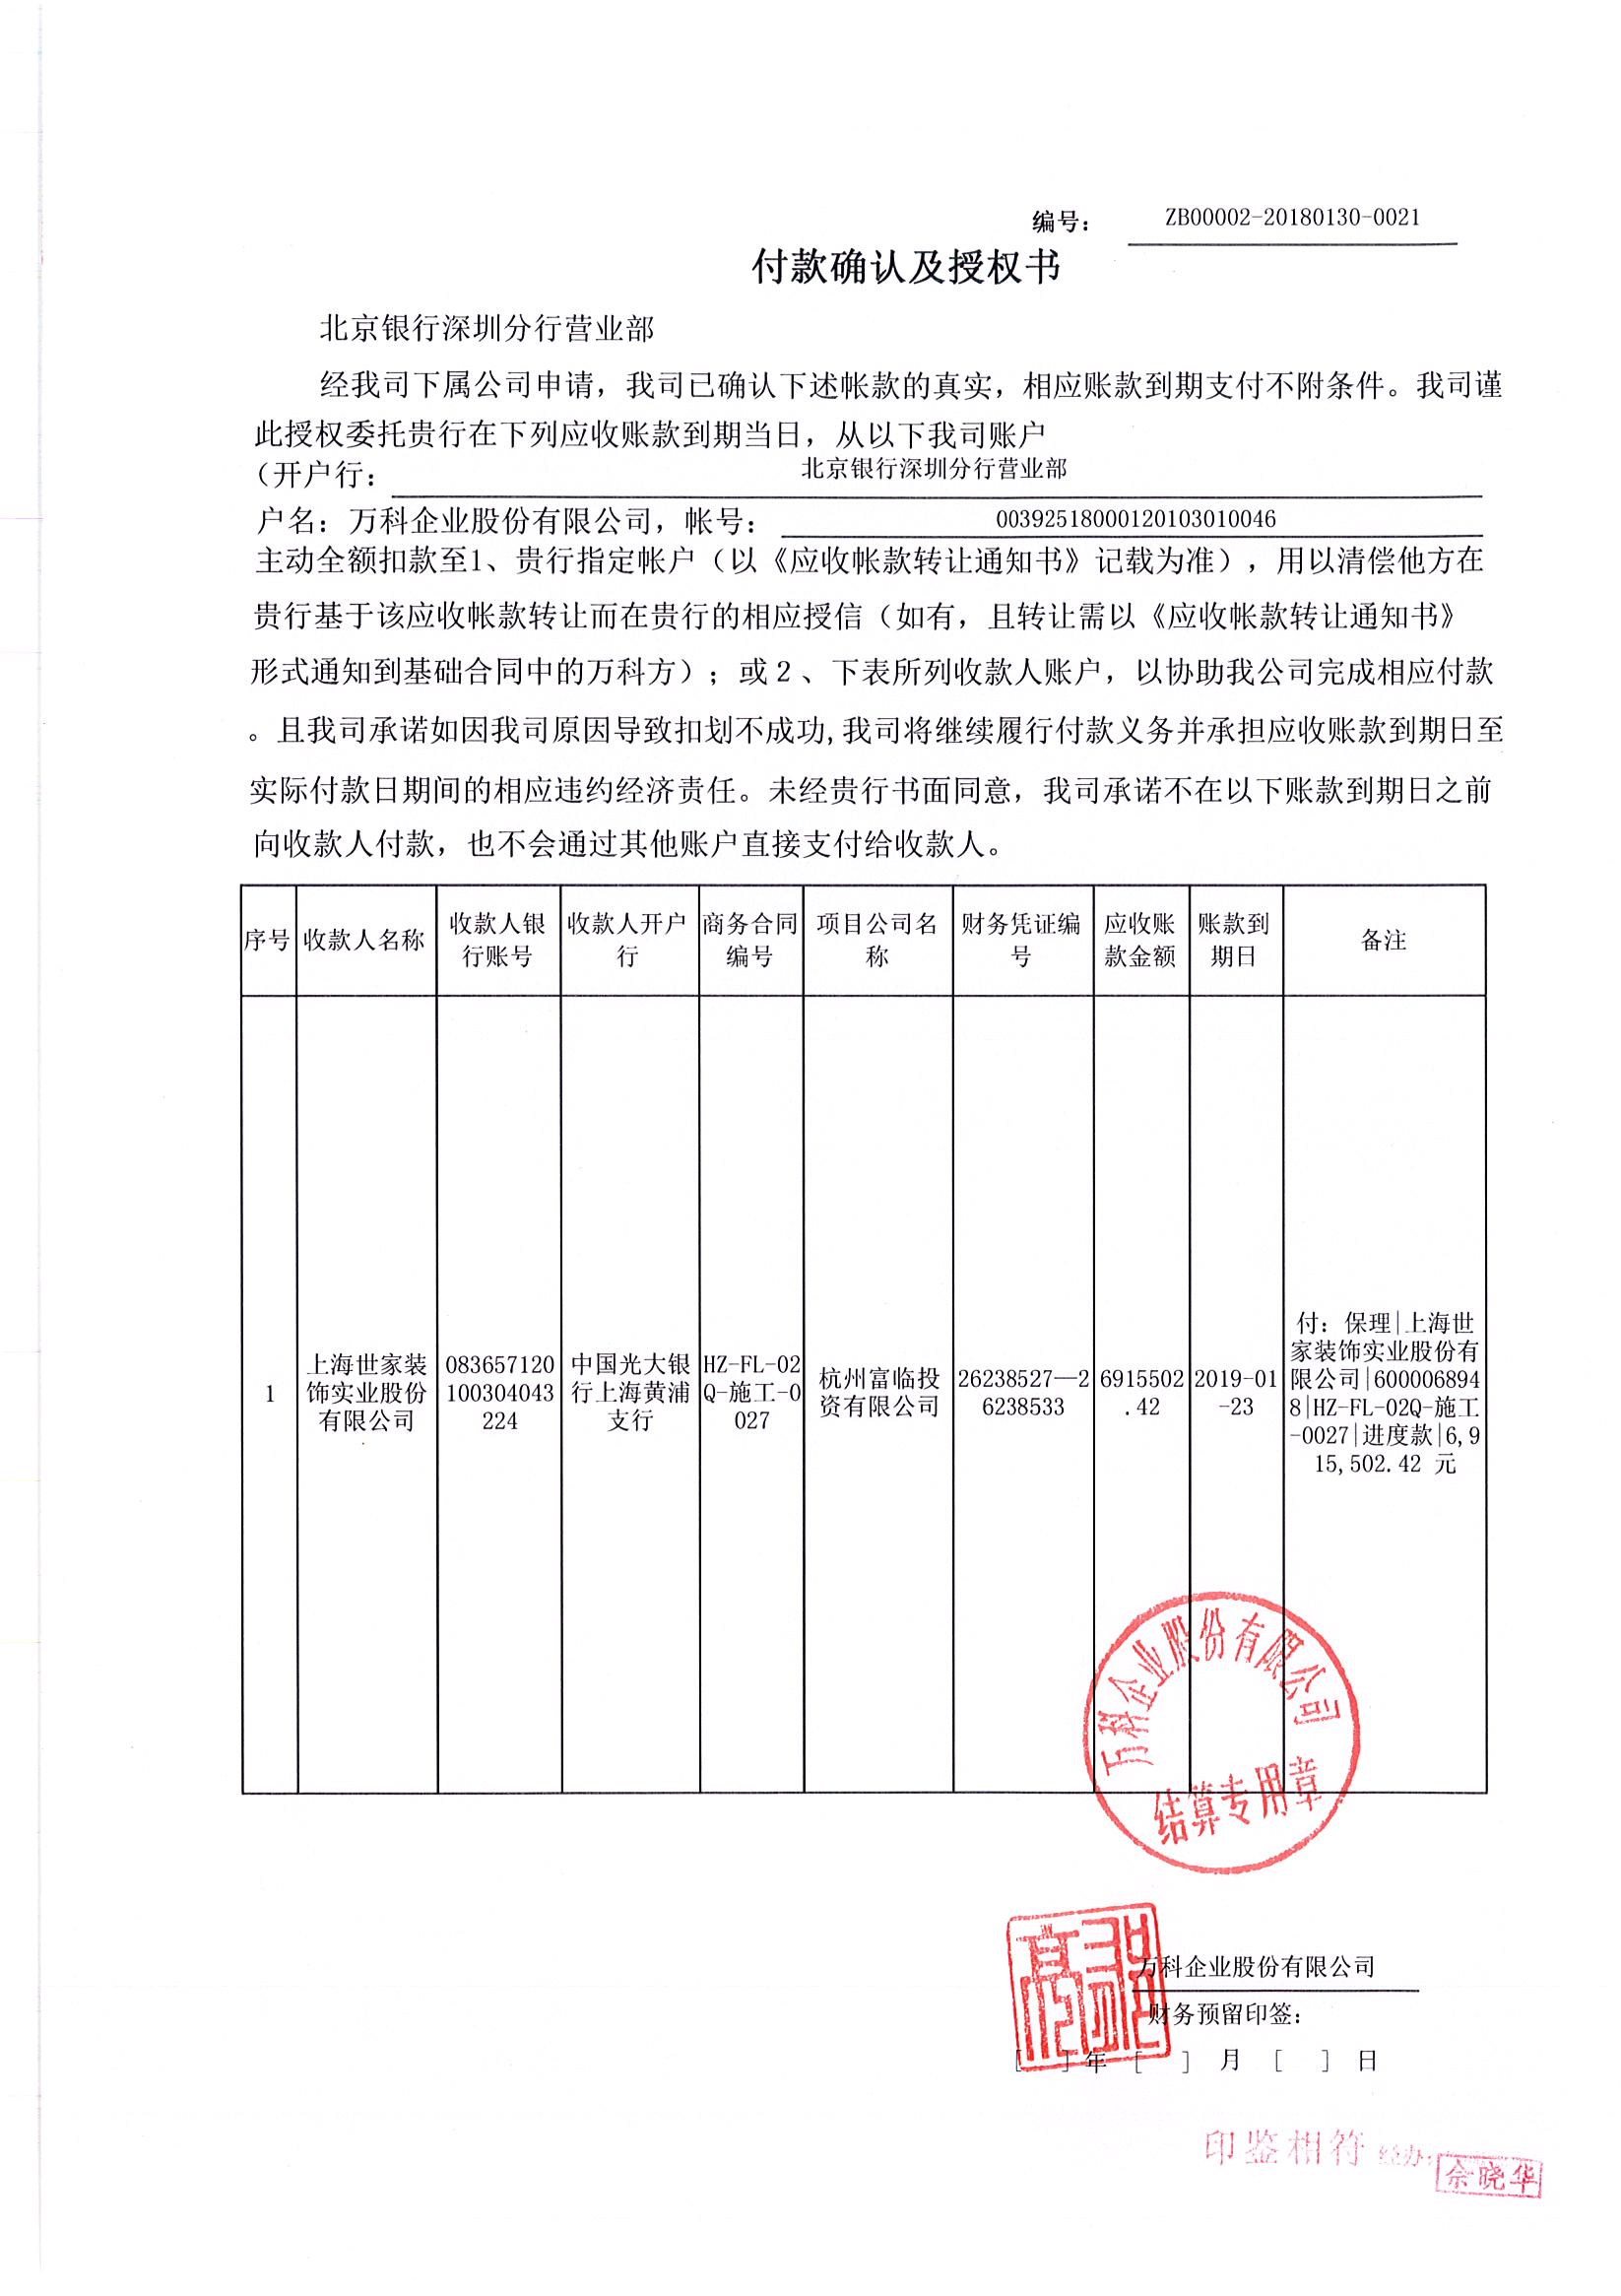 编号： ZB00002-20180130-0021
付款确认及授权书
北京银行深圳分行营业部
经我司下属公司申请，我司已确认下述帐款的真实，相应账款到期支付不附条件。我司谨
此授权委托贵行在下列应收账款到期当日，从以下我司账户
（开户行： 北京银行深圳分行营业部
户名：万科企业股份有限公司，帐号： 00392518000120103010046
主动全额扣款至1、贵行指定帐户（以《应收帐款转让通知书》记载为准），用以清偿他方在
贵行基于该应收帐款转让而在贵行的相应授信（如有，且转让需以《应收帐款转让通知书》
形式通知到基础合同中的万科方）；或２、下表所列收款人账户，以协助我公司完成相应付款
。且我司承诺如因我司原因导致扣划不成功,我司将继续履行付款义务并承担应收账款到期日至
实际付款日期间的相应违约经济责任。未经贵行书面同意，我司承诺不在以下账款到期日之前
向收款人付款，也不会通过其他账户直接支付给收款人。
序号
收款人名称
收款人银
行账号
收款人开户
行
商务合同
编号
项目公司名
称
财务凭证编
号
应收账
款金额
账款到
期日
备注
1
上海世家装
饰实业股份
有限公司
083657120
100304043
224
中国光大银
行上海黄浦
支行
HZ-FL-02
Q-施工-0
027
杭州富临投
资有限公司
26238527—2
6238533
6915502
.42
2019-01
-23
付：保理|上海世
家装饰实业股份有
限公司|600006894
8|HZ-FL-02Q-施工
-0027|进度款|6,9
15,502.42 元
万科企业股份有限公司
结算专用章
万科企业股份有限公司
财务预留印签：
[ ] 年 [ ] 月 [ ] 日
印鉴相符 经办：
佘晓华